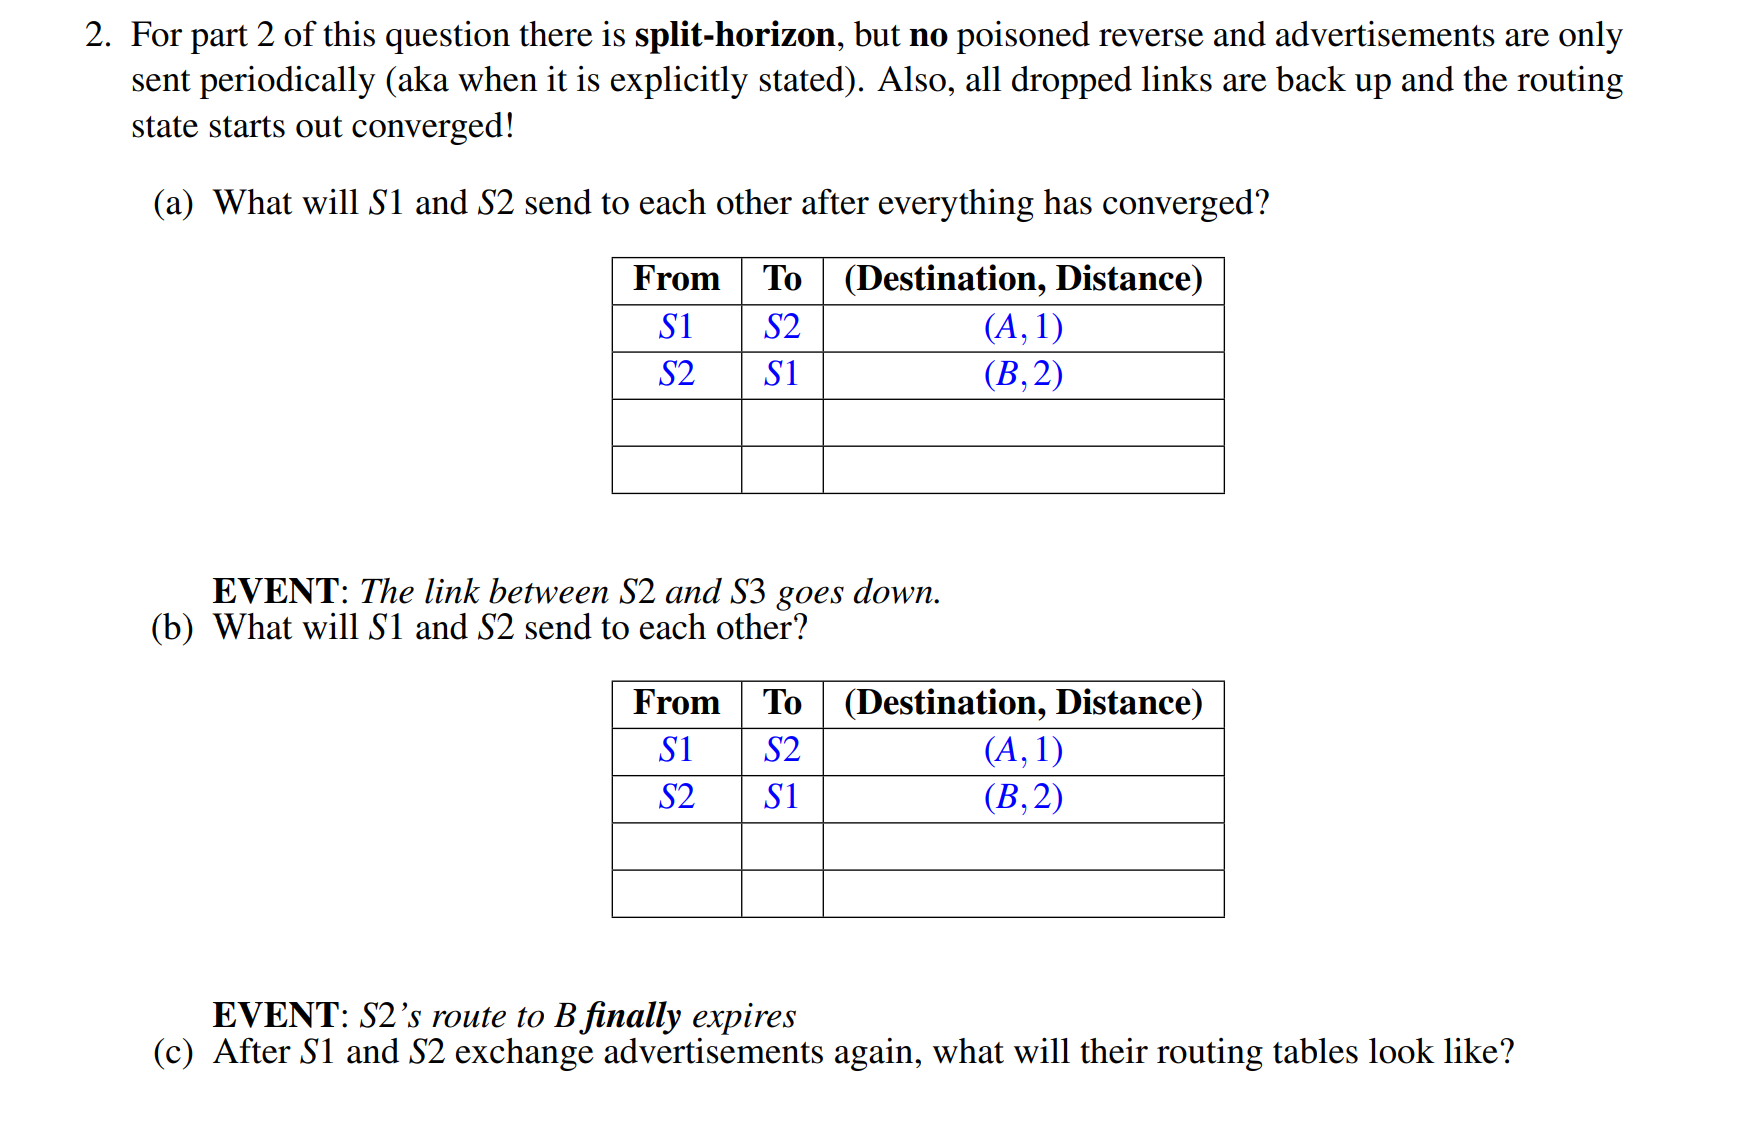 2. For part 2 of this question there is split-horizon, but no poisoned reverse and advertisements are only
sent periodically (aka when it is explicitly stated). Also, all dropped links are back up and the routing
state starts out converged!
(a) What will S1 and S2 send to each other after everything has converged?
From To (Destination, Distance)
S1 S2 (A, 1)
S2 S1 (B, 2)
EVENT: The link between S2 and S3 goes down.
(b) What will S1 and S2 send to each other?
From To (Destination, Distance)
S1 S2 (A, 1)
S2 S1 (B, 2)
EVENT: S2’s route to B finally expires
(c) After S1 and S2 exchange advertisements again, what will their routing tables look like?